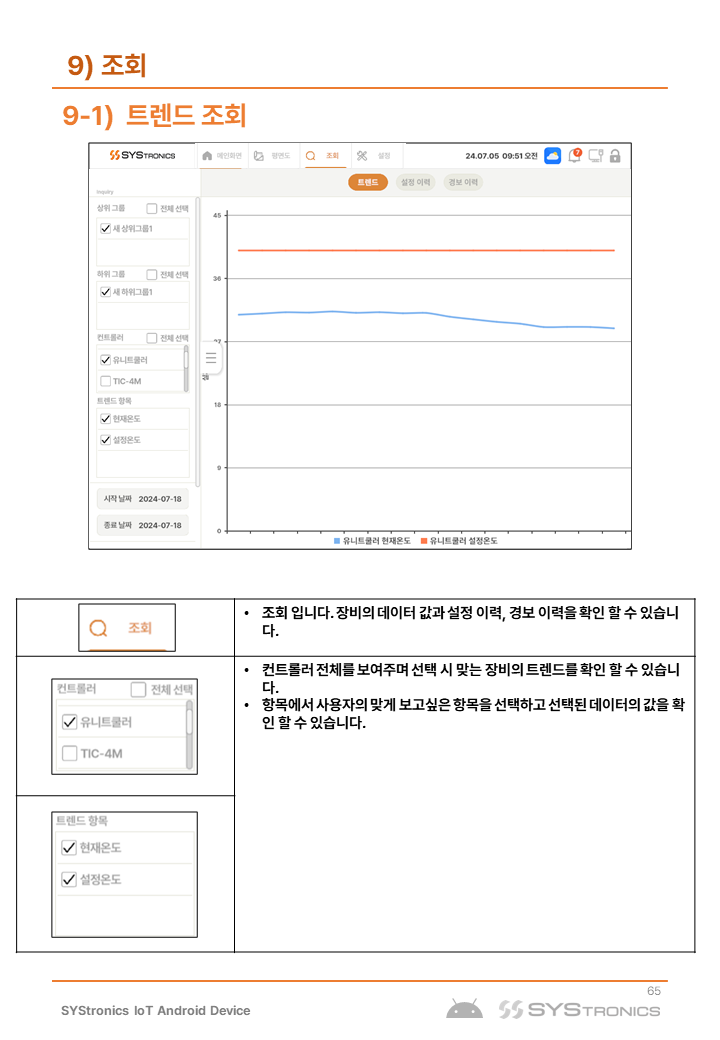 9) 조회
9-1) 트렌드 조회
SYSTRONICS
메인화면
평면도
조회
설정
24.07.05 09:51 오전
7
트렌드
설정 이력
경보 이력
Inquiry
상위 그룹 전체 선택
새 상위그룹1
하위 그룹 전체 선택
새 하위그룹1
컨트롤러 전체 선택
유니트쿨러
TIC-4M
트렌드 항목
현재온도
설정온도
시작 날짜 2024-07-18
종료 날짜 2024-07-18
45
36
27
18
9
0
유니트쿨러 현재온도
유니트쿨러 설정온도
조회
• 조회 입니다. 장비의 데이터 값과 설정 이력, 경보 이력을 확인 할 수 있습니
다.
컨트롤러 전체 선택
유니트쿨러
TIC-4M
• 컨트롤러 전체를 보여주며 선택 시 맞는 장비의 트렌드를 확인 할 수 있습니
다.
• 항목에서 사용자의 맞게 보고싶은 항목을 선택하고 선택된 데이터의 값을 확
인 할 수 있습니다.
트렌드 항목
현재온도
설정온도
65
SYStronics IoT Android Device
SYSTRONICS